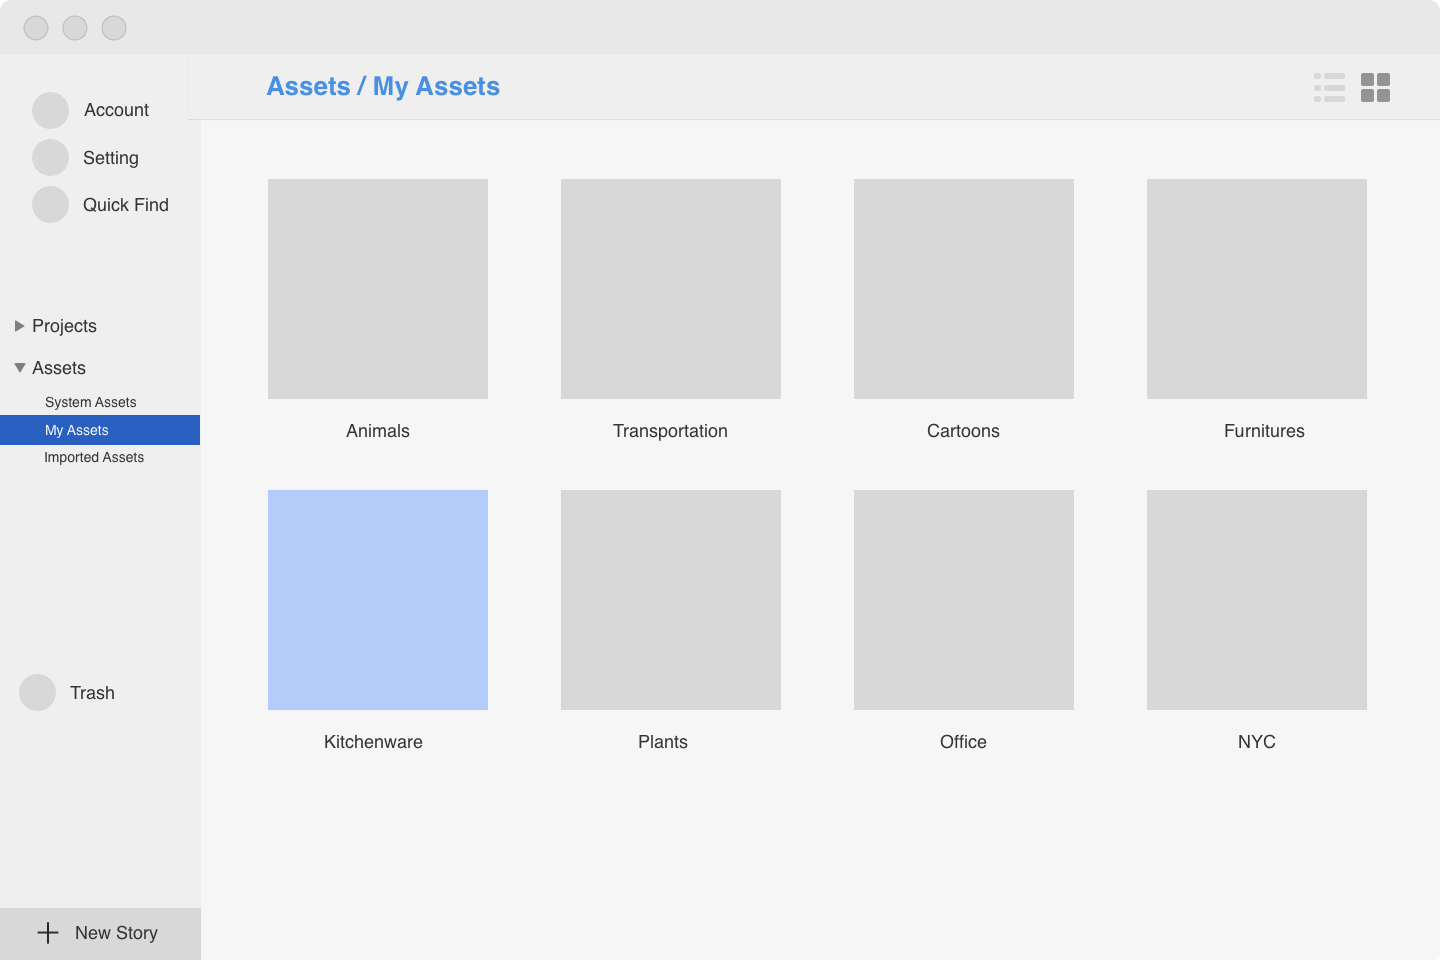 Assets / My Assets
Account
Setting
Quick Find
Projects
Assets
System Assets
My Assets
Imported Assets
Trash
New Story
Animals
Transportation
Cartoons
Furnitures
Kitchenware
Plants
Office
NYC